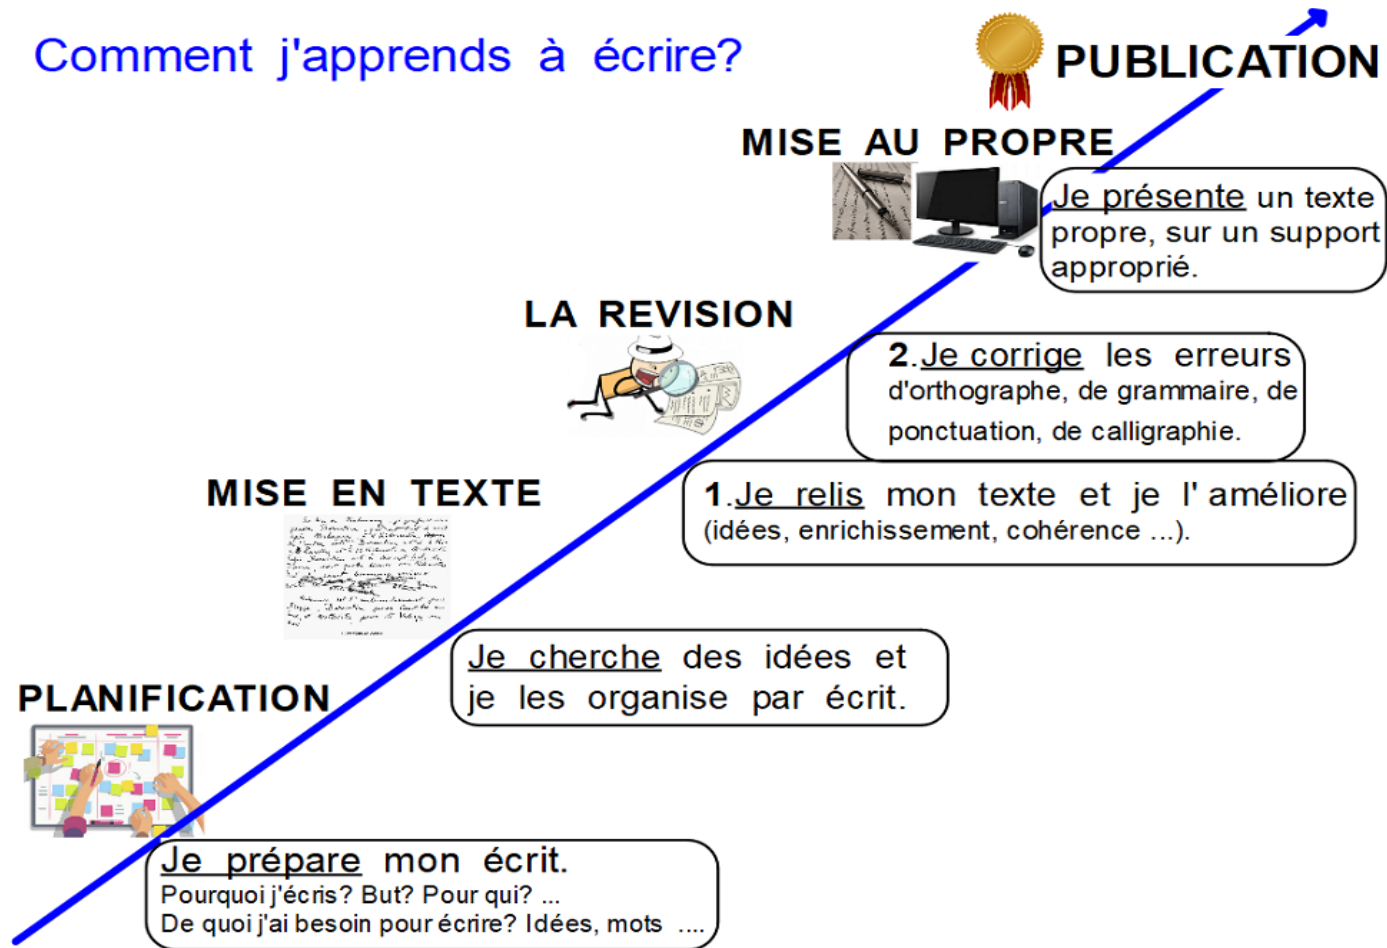 Comment j'apprends à écrire?
PUBLICATION
MISE AU PROPRE
Je présente un texte
propre, sur un support
approprié.
LA REVISION
2.Je corrige les erreurs
d'orthographe, de grammaire, de
ponctuation, de calligraphie.
1.Je relis mon texte et je l' améliore
(idées, enrichissement, cohérence ...).
MISE EN TEXTE
Je cherche des idées et
je les organise par écrit.
PLANIFICATION
Je prépare mon écrit.
Pourquoi j'écris? But? Pour qui? ...
De quoi j'ai besoin pour écrire? Idées, mots ....